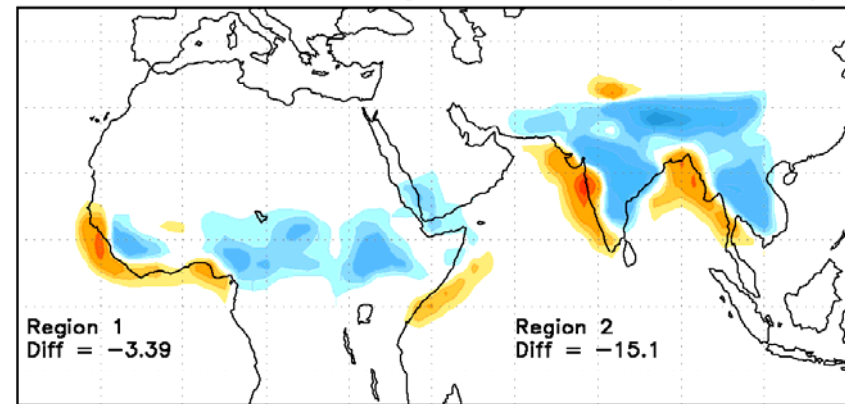 Region 1
Diff = −3.39
Region 2
Diff = −15.1